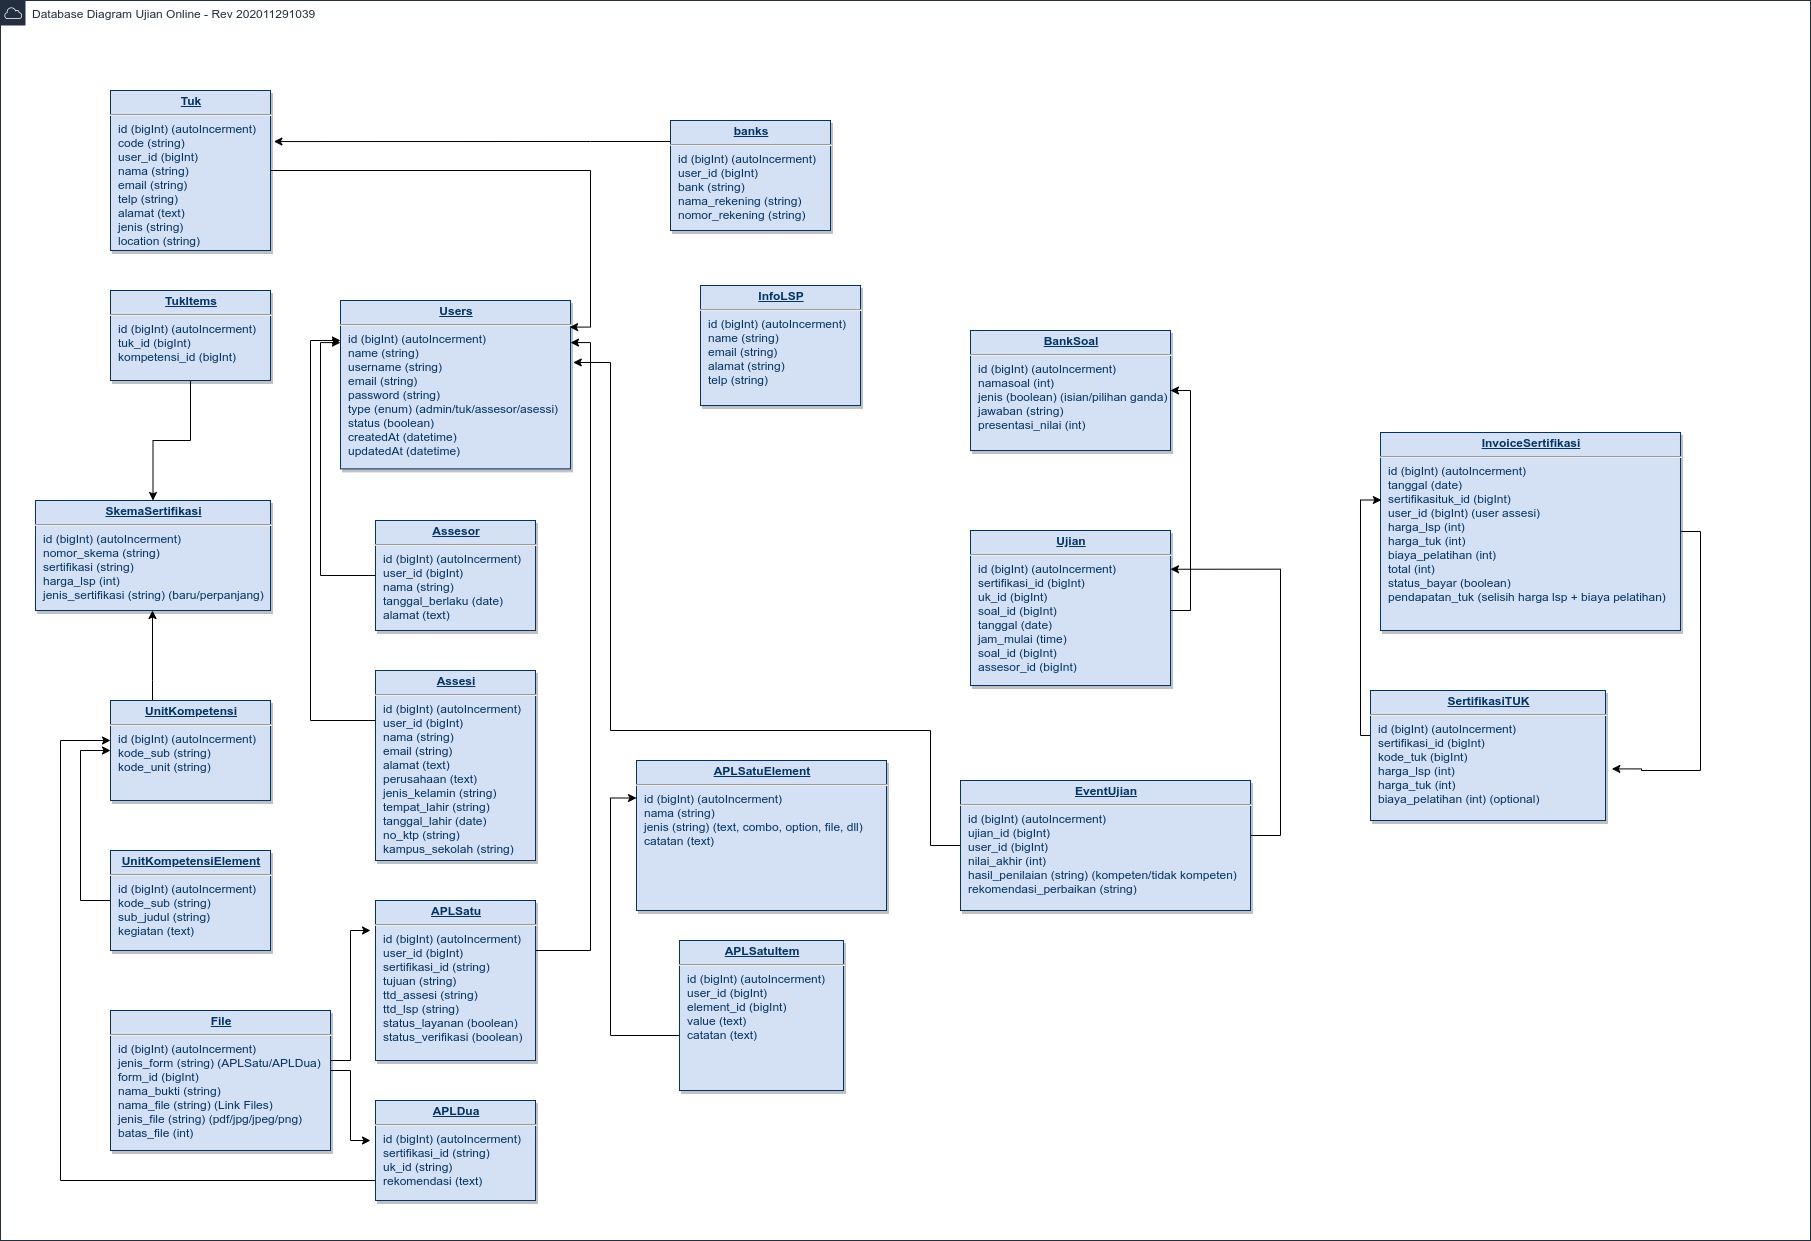 Database Diagram Ujian Online - Rev 202011291039
Tuk
id (bigInt) (autoIncerment)
code (string)
user_id (bigInt)
nama (string)
email (string)
telp (string)
alamat (text)
jenis (string)
location (string)
banks
id (bigInt) (autoIncerment)
user_id (bigInt)
bank (string)
nama_rekening (string)
nomor_rekening (string)
TukItems
id (bigInt) (autoIncerment)
tuk_id (bigInt)
kompetensi_id (bigInt)
Users
id (bigInt) (autoIncerment)
name (string)
username (string)
email (string)
password (string)
type (enum) (admin/tuk/assesor/asessi)
status (boolean)
createdAt (datetime)
updatedAt (datetime)
InfoLSP
id (bigInt) (autoIncerment)
name (string)
email (string)
alamat (string)
telp (string)
BankSoal
id (bigInt) (autoIncerment)
namasoal (int)
jenis (boolean) (isian/pilihan ganda)
jawaban (string)
presentasi_nilai (int)
InvoiceSertifikasi
id (bigInt) (autoIncerment)
tanggal (date)
sertifikasituk_id (bigInt)
user_id (bigInt) (user assesi)
harga_lsp (int)
harga_tuk (int)
biaya_pelatihan (int)
total (int)
status_bayar (boolean)
pendapatan_tuk (selisih harga lsp + biaya pelatihan)
SkemaSertifikasi
id (bigInt) (autoIncerment)
nomor_skema (string)
sertifikasi (string)
harga_lsp (int)
jenis_sertifikasi (string) (baru/perpanjang)
Assesor
id (bigInt) (autoIncerment)
user_id (bigInt)
nama (string)
tanggal_berlaku (date)
alamat (text)
Ujian
id (bigInt) (autoIncerment)
sertifikasi_id (bigInt)
uk_id (bigInt)
soal_id (bigInt)
tanggal (date)
jam_mulai (time)
soal_id (bigInt)
assesor_id (bigInt)
Assesi
id (bigInt) (autoIncerment)
user_id (bigInt)
nama (string)
email (string)
alamat (text)
perusahaan (text)
jenis_kelamin (string)
tempat_lahir (string)
tanggal_lahir (date)
no_ktp (string)
kampus_sekolah (string)
SertifikasiTUK
id (bigInt) (autoIncerment)
sertifikasi_id (bigInt)
kode_tuk (bigInt)
harga_lsp (int)
harga_tuk (int)
biaya_pelatihan (int) (optional)
UnitKompetensi
id (bigInt) (autoIncerment)
kode_sub (string)
kode_unit (string)
APLSatuElement
id (bigInt) (autoIncerment)
nama (string)
jenis (string) (text, combo, option, file, dll)
catatan (text)
EventUjian
id (bigInt) (autoIncerment)
ujian_id (bigInt)
user_id (bigInt)
nilai_akhir (int)
hasil_penilaian (string) (kompeten/tidak kompeten)
rekomendasi_perbaikan (string)
UnitKompetensiElement
id (bigInt) (autoIncerment)
kode_sub (string)
sub_judul (string)
kegiatan (text)
APLSatu
id (bigInt) (autoIncerment)
user_id (bigInt)
sertifikasi_id (string)
tujuan (string)
ttd_assesi (string)
ttd_lsp (string)
status_layanan (boolean)
status_verifikasi (boolean)
APLSatuItem
id (bigInt) (autoIncerment)
user_id (bigInt)
element_id (bigInt)
value (text)
catatan (text)
File
id (bigInt) (autoIncerment)
jenis_form (string) (APLSatu/APLDua)
form_id (bigInt)
nama_bukti (string)
nama_file (string) (Link Files)
jenis_file (string) (pdf/jpg/jpeg/png)
batas_file (int)
APLDua
id (bigInt) (autoIncerment)
sertifikasi_id (string)
uk_id (string)
rekomendasi (text)